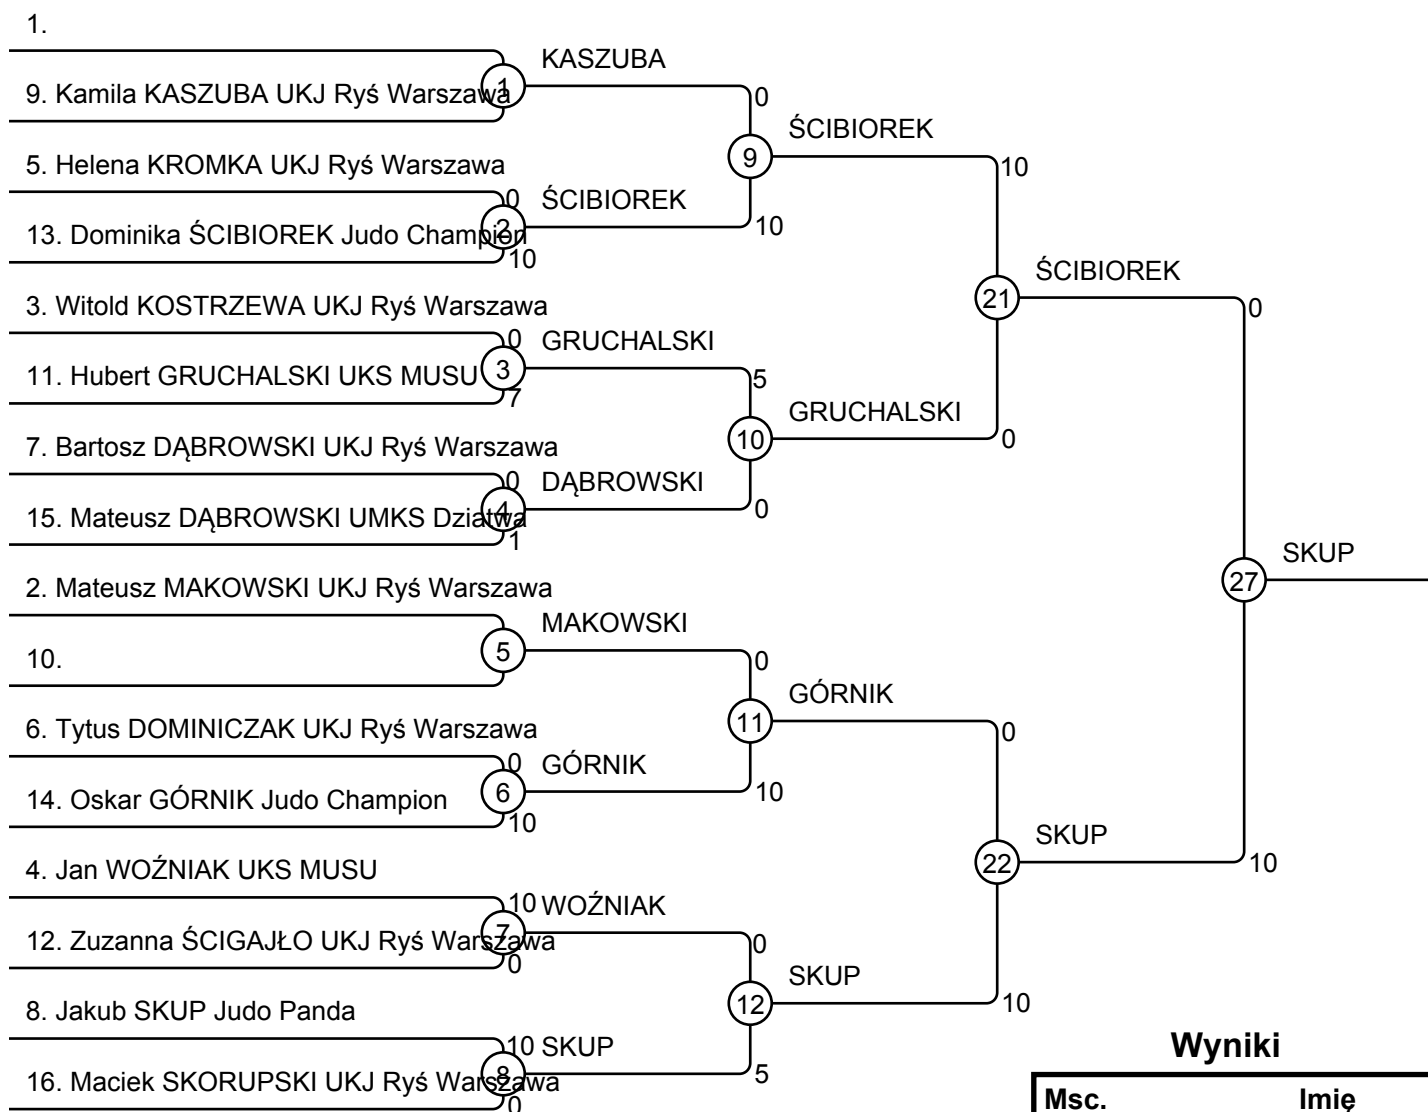 1.
KASZUBA
1
9. Kamila KASZUBA UKJ Ryś Warszawa
0
ŚCIBIOREK
9
10
5. Helena KROMKA UKJ Ryś Warszawa
0
ŚCIBIOREK
2
10
13. Dominika ŚCIBIOREK Judo Champion
10
ŚCIBIOREK
21
0
3. Witold KOSTRZEWA UKJ Ryś Warszawa
0
GRUCHALSKI
3
11. Hubert GRUCHALSKI UKS MUSU
5
7
GRUCHALSKI
10
0
7. Bartosz DĄBROWSKI UKJ Ryś Warszawa
0
DĄBROWSKI
4
0
15. Mateusz DĄBROWSKI UMKS Dziatwa
1
SKUP
27
2. Mateusz MAKOWSKI UKJ Ryś Warszawa
MAKOWSKI
5
10.
0
GÓRNIK
11
0
6. Tytus DOMINICZAK UKJ Ryś Warszawa
0
GÓRNIK
6
10
14. Oskar GÓRNIK Judo Champion
10
SKUP
22
10
4. Jan WOŹNIAK UKS MUSU
10
WOŹNIAK
7
12. Zuzanna ŚCIGAJŁO UKJ Ryś Warszawa
0
0
SKUP
12
10
8. Jakub SKUP Judo Panda
10
SKUP
8
5
16. Maciek SKORUPSKI UKJ Ryś Warszawa
0
Wyniki
Msc. Imię